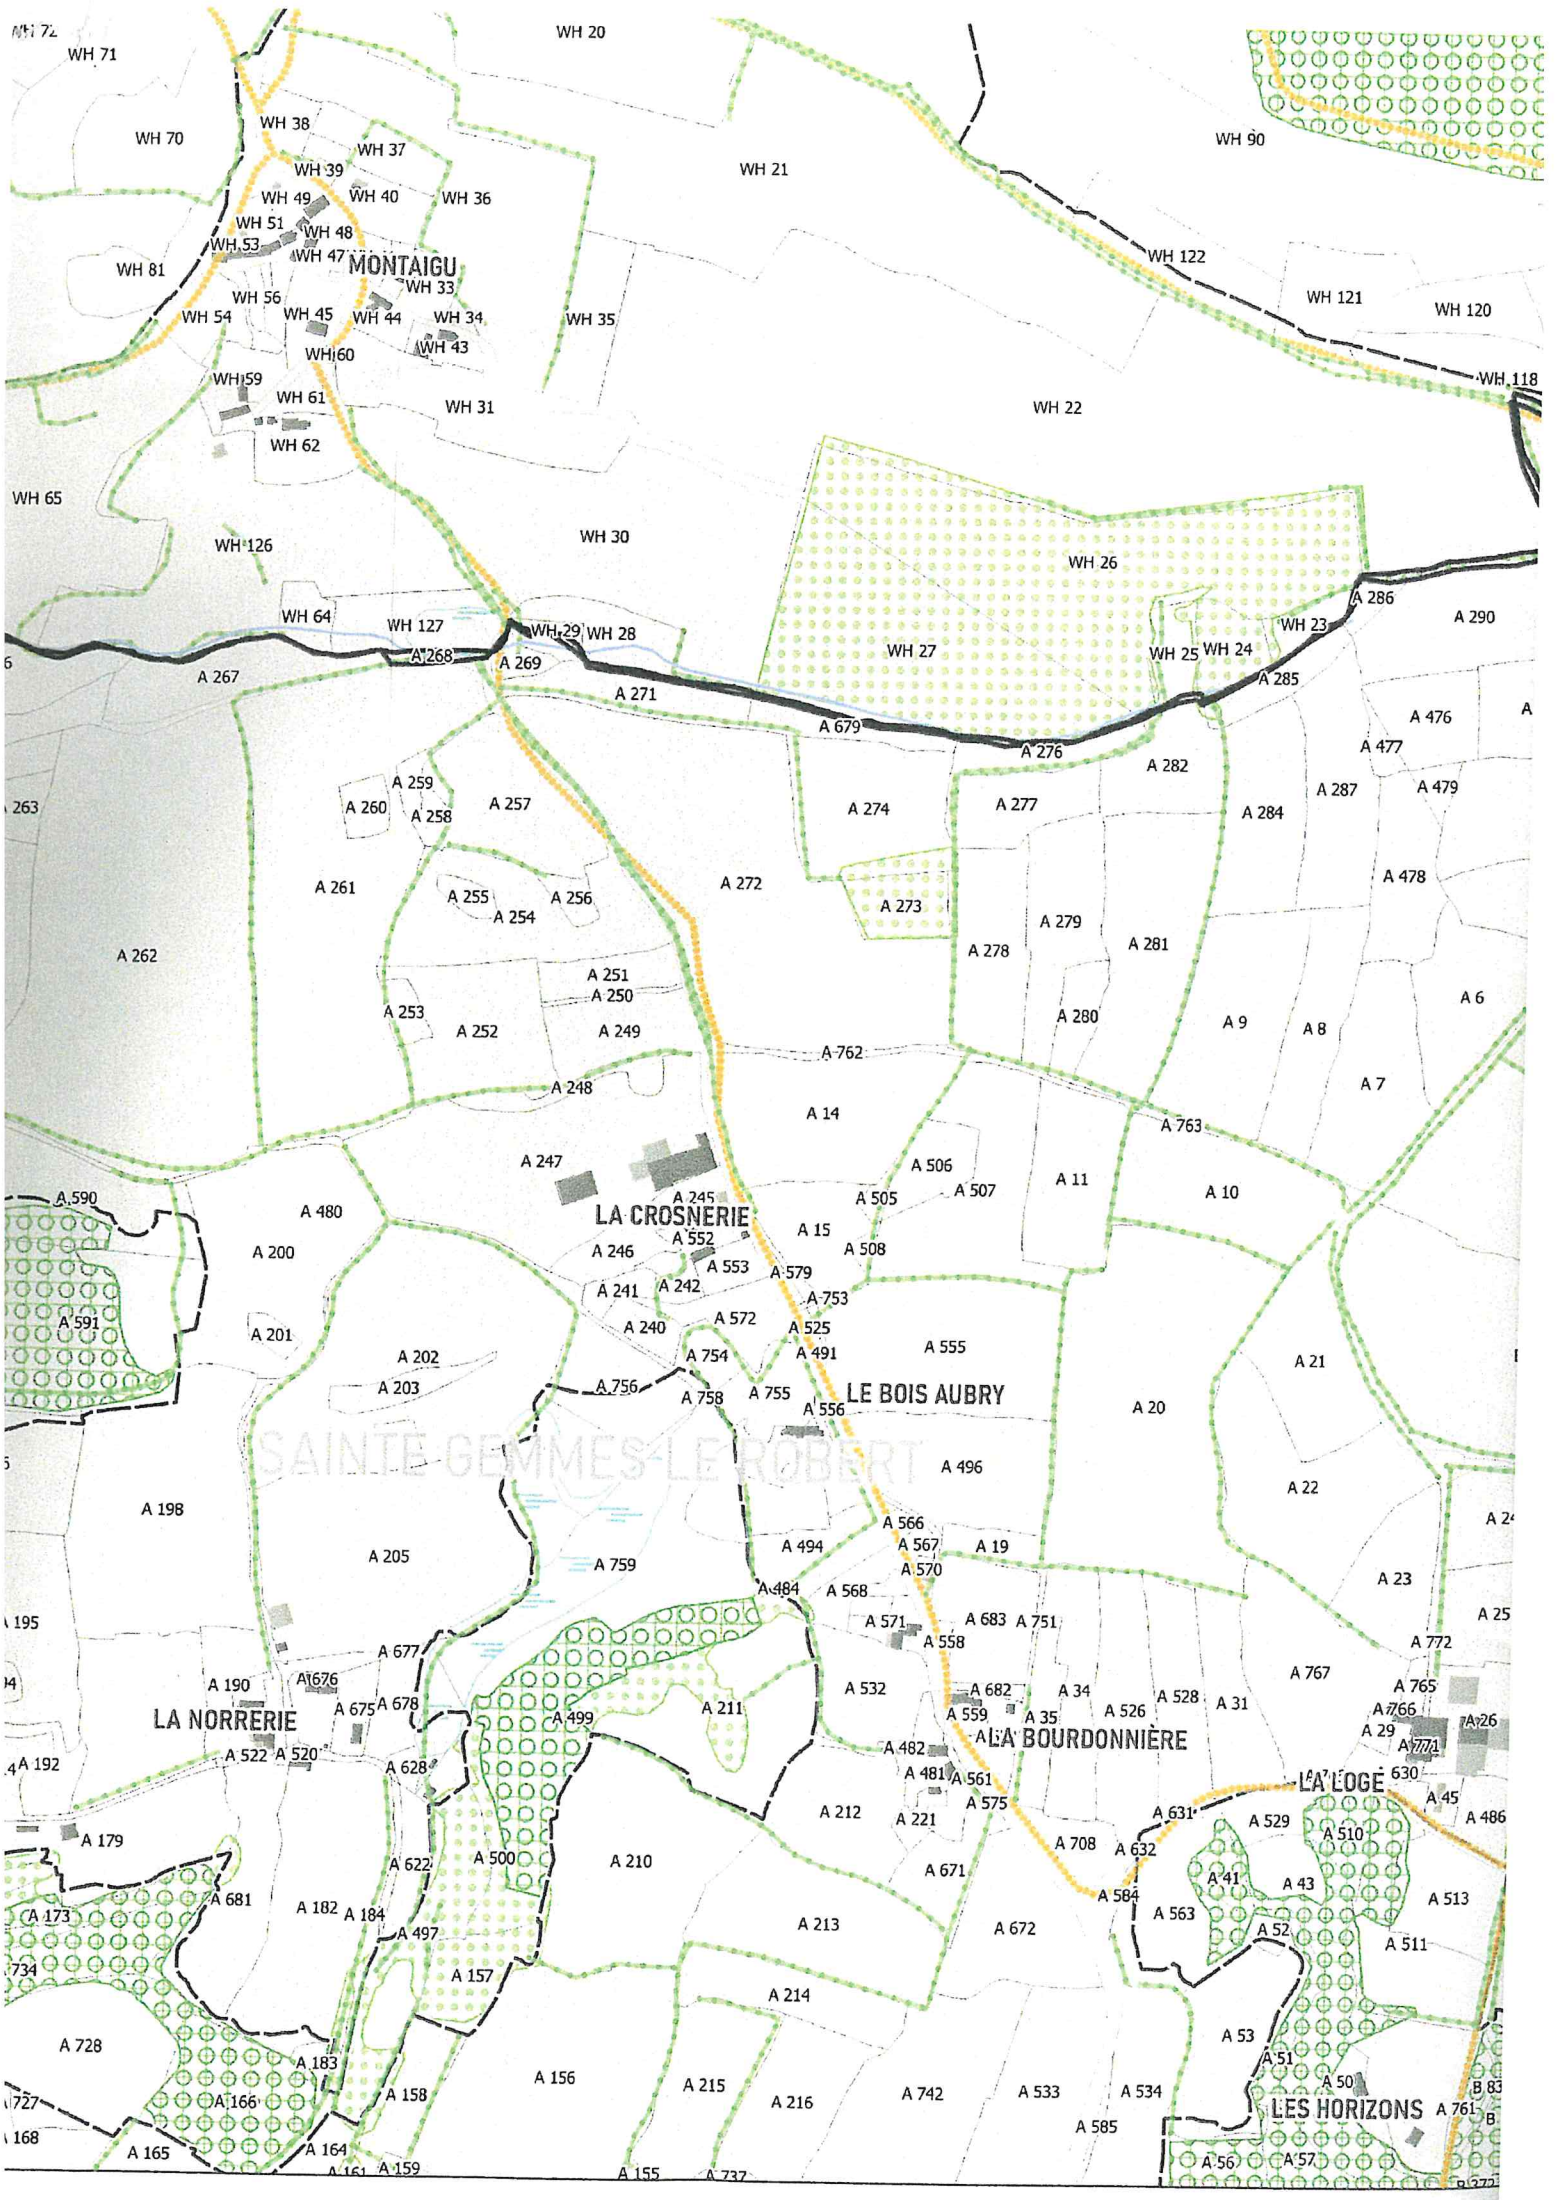 WH 72
WH 71
WH 20
WH 38
WH 70
WH 37
WH 90
WH 39
WH 21
WH 49
WH 40
WH 36
WH 51
WH 48
WH 53
WH 47
MONTAIGU
WH 122
WH 81
WH 33
WH 56
WH 121
WH 120
WH 54
WH 45
WH 44
WH 34
WH 35
WH 43
WH 60
WH 59
WH 118
WH 61
WH 31
WH 22
WH 62
WH 65
WH 30
WH 126
WH 26
A 286
WH 64
A 290
WH 127
WH 29
WH 28
WH 23
WH 27
WH 25
WH 24
A 268
A 269
A 267
A 285
A 271
A 476
A
A 679
A 477
A 276
A 282
A 259
A 287
A 479
263
A 260
A 257
A 277
A 274
A 284
A 258
A 478
A 261
A 272
A 255
A 256
A 273
A 254
A 279
A 281
A 278
A 262
A 251
A 250
A 6
A 253
A 280
A 252
A 249
A 9
A 8
A 762
A 7
A 248
A 14
A 763
A 247
A 506
A 11
A 507
A 10
A 590
A 245
A 505
A 480
LA CROSNERIE
A 15
A 552
A 200
A 246
A 508
A 553
A 579
A 241
A 242
A 753
A 591
A 572
A 201
A 240
A 525
A 555
A 754
A 491
A 202
A 21
A 203
A 756
A 755
LE BOIS AUBRY
A 758
A 556
A 20
SAINTE GEMMES-LE ROBERT
A 496
A 22
A 198
A 566
A 24
A 494
A 567
A 19
A 205
A 759
A 570
A 23
A 484
A 568
195
A 571
A 683
A 751
A 25
A 558
A 772
A 677
A 767
A 190
A 676
A 532
A 682
A 34
A 765
A 675
A 678
A 211
A 528
A 31
A 499
A 559
A 35
A 526
A 766
LA NORRERIE
A 29
A 26
LA BOURDONNIÈRE
A 482
A 771
A 522
A 520
A 192
A 628
A 481
A 561
630
LA LOGE
A 575
A 45
A 212
A 221
A 631
A 529
A 486
A 179
A 510
A 708
A 632
A 500
A 210
A 622
A 671
A 41
A 43
A 584
A 681
A 513
A 182
A 184
A 173
A 213
A 563
A 672
A 52
A 497
A 511
734
A 157
A 214
A 53
A 728
A 51
A 183
A 156
A 50
A 158
A 215
A 742
A 533
A 534
B 83
727
A 166
A 216
LES HORIZONS
A 761
B
A 585
168
A 165
A 164
A 56
A 57
A 161
A 159
A 155
A 737
B 372